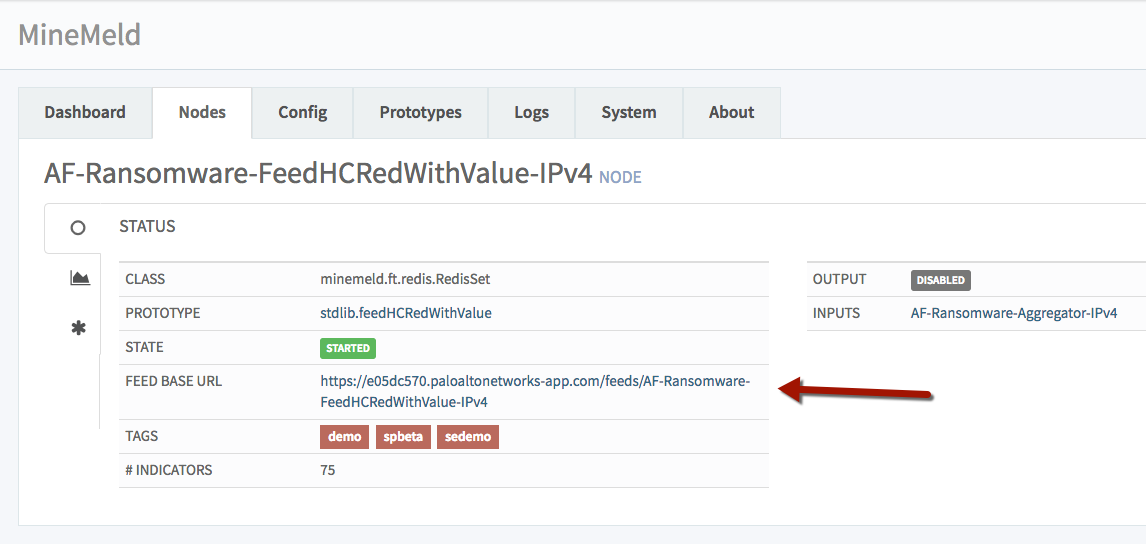 MineMeld
Dashboard Nodes Config Prototypes Logs System About
AF-Ransomware-FeedHCRedWithValue-IPv4 NODE
STATUS
CLASS minemeld.ft.redis.RedisSet
PROTOTYPE stdlib.feedHCRedWithValue
STATE STARTED
FEED BASE URL https://e05dc570.paloaltonetworks-app.com/feeds/AF-Ransomware-
FeedHCRedWithValue-IPv4
TAGS demo spbeta sedemo
# INDICATORS 75
OUTPUT DISABLED
INPUTS AF-Ransomware-Aggregator-IPv4